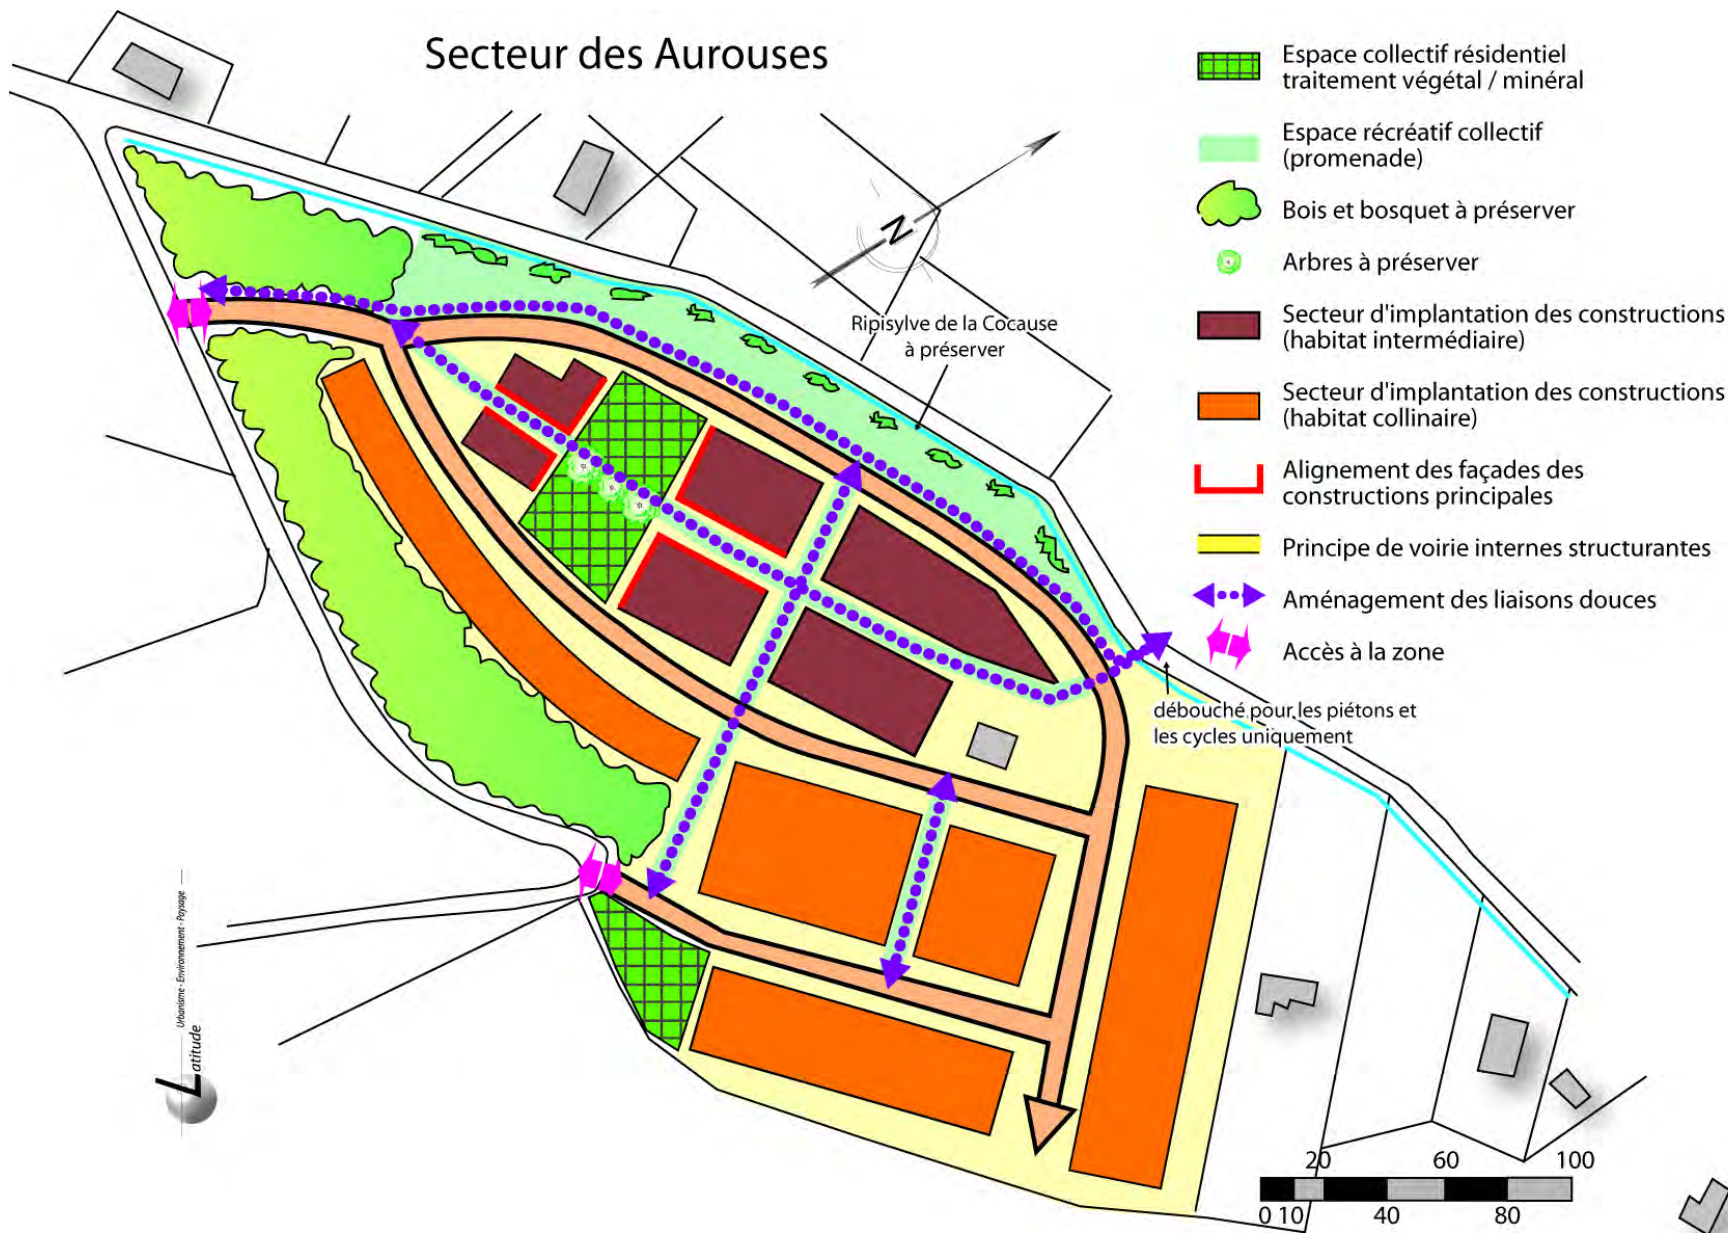 Secteur des Aurouses
Espace collectif résidentiel
traitement végétal / minéral
Espace récréatif collectif
(promenade)
Bois et bosquet à préserver
Arbres à préserver
Secteur d'implantation des constructions
(habitat intermédiaire)
Secteur d'implantation des constructions
(habitat collinaire)
Alignement des façades des
constructions principales
Principe de voirie internes structurantes
Aménagement des liaisons douces
Accès à la zone
N
Ripisylve de la Cocause
à préserver
débouché pour les piétons et
les cycles uniquement
Urbanisme - Environnement - Paysage
Latitude
20 60 100
0 10 40 80